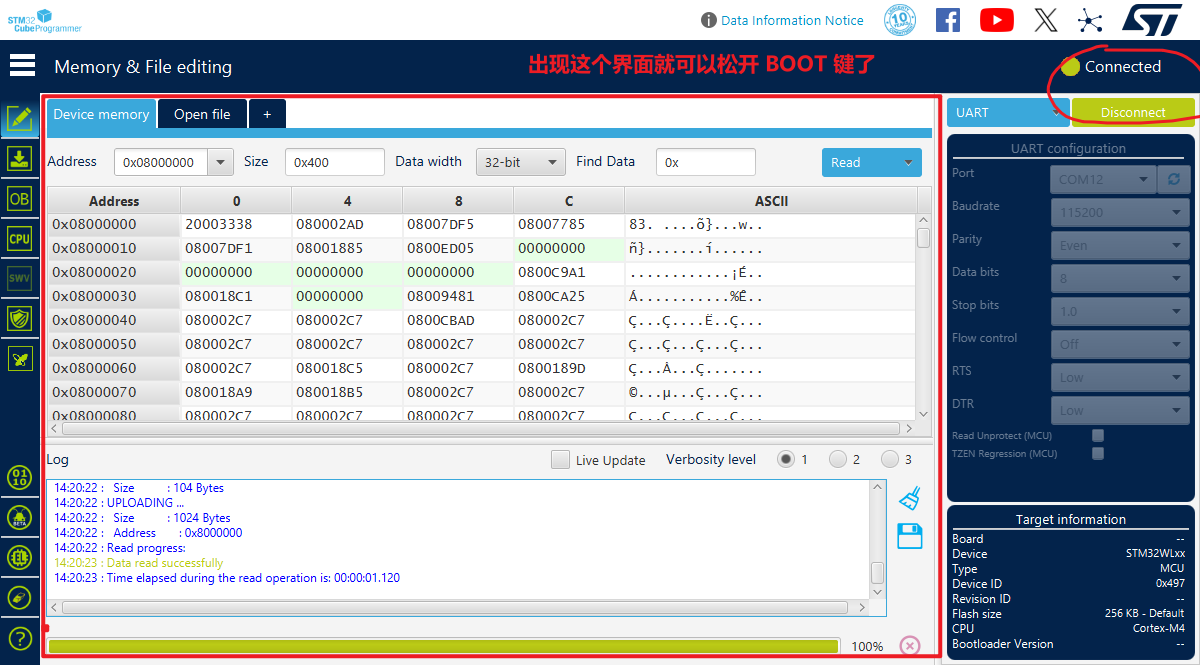 STM32
CubeProgrammer
Data Information Notice
10
Memory & File editing
出现这个界面就可以松开 BOOT 键了
Connected
Device memory
Open file
+
UART
Disconnect
Address
0x08000000
Size
0x400
Data width
32-bit
Find Data
0x
Read
Address 0 4 8 C ASCII
0x08000000 20003338 080002AD 08007DF5 08007785 83. ....õ}...w..
0x08000010 08007DF1 08001885 0800ED05 00000000 ñ}.......í......
0x08000020 00000000 00000000 00000000 0800C9A1 ............¡É..
0x08000030 080018C1 00000000 08009481 0800CA25 Á...........%Ê..
0x08000040 080002C7 080002C7 0800CBAD 080002C7 Ç...Ç....Ë..Ç...
0x08000050 080002C7 080002C7 080002C7 080002C7 Ç...Ç...Ç...Ç...
0x08000060 080002C7 080018C5 080002C7 0800189D Ç...Å...Ç.......
0x08000070 080018A9 080018B5 080002C7 080002C7 ©...µ...Ç...Ç...
0x08000080 080002C7 080002C7 080002C7 080002C7 Ç...Ç...Ç...Ç...
OB
CPU
SWV
01
10
BETA
?
Log
Live Update
Verbosity level
1
2
3
14:20:22 : Size : 104 Bytes
14:20:22 : UPLOADING ...
14:20:22 : Size : 1024 Bytes
14:20:22 : Address : 0x8000000
14:20:22 : Read progress:
14:20:23 : Data read successfully
14:20:23 : Time elapsed during the read operation is: 00:00:01.120
100%
UART configuration
Port COM12
Baudrate 115200
Parity Even
Data bits 8
Stop bits 1.0
Flow control Off
RTS Low
DTR Low
Read Unprotect (MCU)
TZEN Regression (MCU)
Target information
Board --
Device STM32WLxx
Type MCU
Device ID 0x497
Revision ID --
Flash size 256 KB - Default
CPU Cortex-M4
Bootloader Version --